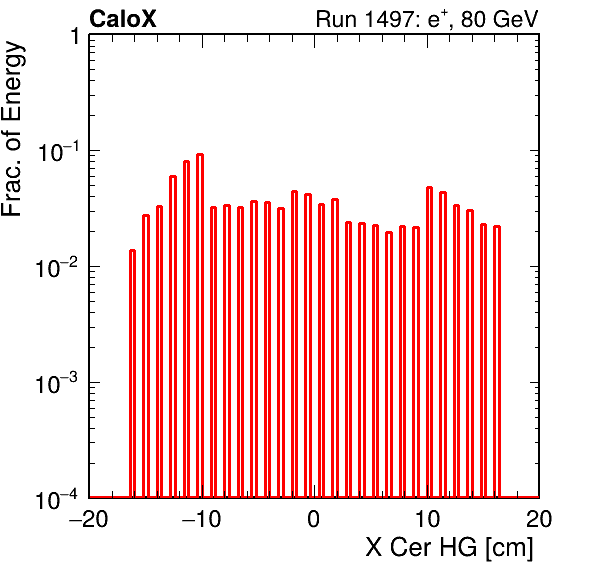 CaloX Run 1497: e⁺, 80 GeV
Frac. of Energy
1
10⁻¹
10⁻²
10⁻³
10⁻⁴
−20 −10 0 10 20
X Cer HG [cm]